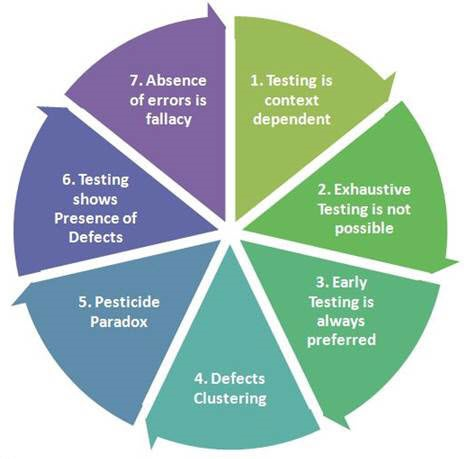 1. Testing is
context
dependent
2. Exhaustive
Testing is not
possible
3. Early
Testing is
always
preferred
4. Defects
Clustering
5. Pesticide
Paradox
6. Testing
shows
Presence of
Defects
7. Absence
of errors is
fallacy